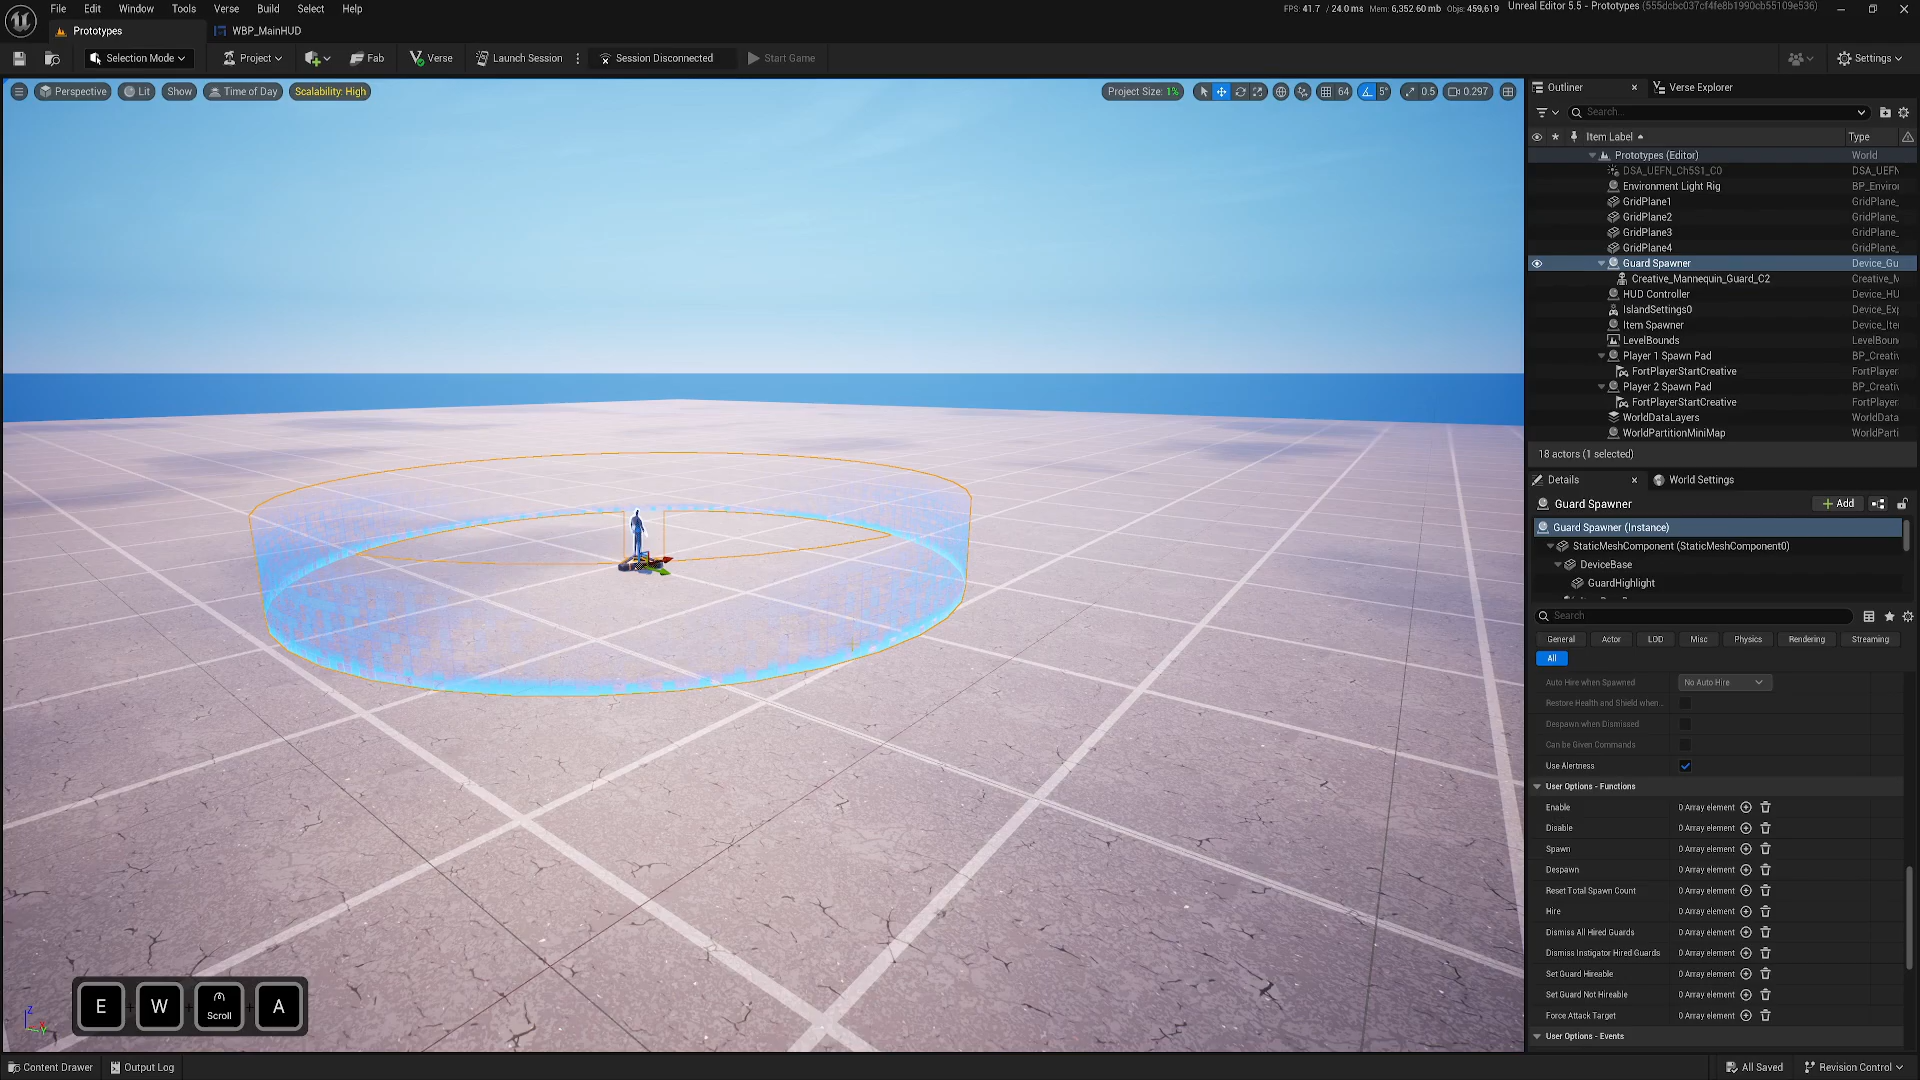 File Edit Window Tools Verse Build Select Help
FPS: 41.7 / 24.0 ms Mem: 6,352.60 mb Objs: 459,619
Unreal Editor 5.5 - Prototypes (555dcbc037cf4fe8b1990cb55109e536)
Prototypes
WBP_MainHUD
Selection Mode
Project
Fab
Verse
Launch Session
Session Disconnected
Start Game
Settings
Perspective
Lit
Show
Time of Day
Scalability: High
Project Size: 1%
64
5°
0.5
0.297
Outliner
Verse Explorer
Search...
Item Label
Type
Prototypes (Editor) World
DSA_UEFN_Ch5S1_C0 DSA_UEFN
Environment Light Rig BP_Enviro
GridPlane1 GridPlane_
GridPlane2 GridPlane_
GridPlane3 GridPlane_
GridPlane4 GridPlane_
Guard Spawner Device_Gu
Creative_Mannequin_Guard_C2 Creative_M
HUD Controller Device_HU
IslandSettings0 Device_Exp
Item Spawner Device_Ite
LevelBounds LevelBoun
Player 1 Spawn Pad BP_Creativ
FortPlayerStartCreative FortPlayer
Player 2 Spawn Pad BP_Creativ
FortPlayerStartCreative FortPlayer
WorldDataLayers WorldData
WorldPartitionMiniMap WorldParti
18 actors (1 selected)
Details
World Settings
Guard Spawner
Add
Guard Spawner (Instance)
StaticMeshComponent (StaticMeshComponent0)
DeviceBase
GuardHighlight
Search
General Actor LOD Misc Physics Rendering Streaming
All
Auto Hire when Spawned No Auto Hire
Restore Health and Shield when...
Despawn when Dismissed
Can be Given Commands
Use Alertness
User Options - Functions
Enable 0 Array element
Disable 0 Array element
Spawn 0 Array element
Despawn 0 Array element
Reset Total Spawn Count 0 Array element
Hire 0 Array element
Dismiss All Hired Guards 0 Array element
Dismiss Instigator Hired Guards 0 Array element
Set Guard Hireable 0 Array element
Set Guard Not Hireable 0 Array element
Force Attack Target 0 Array element
User Options - Events
E W Scroll A
Z
Content Drawer
Output Log
All Saved
Revision Control